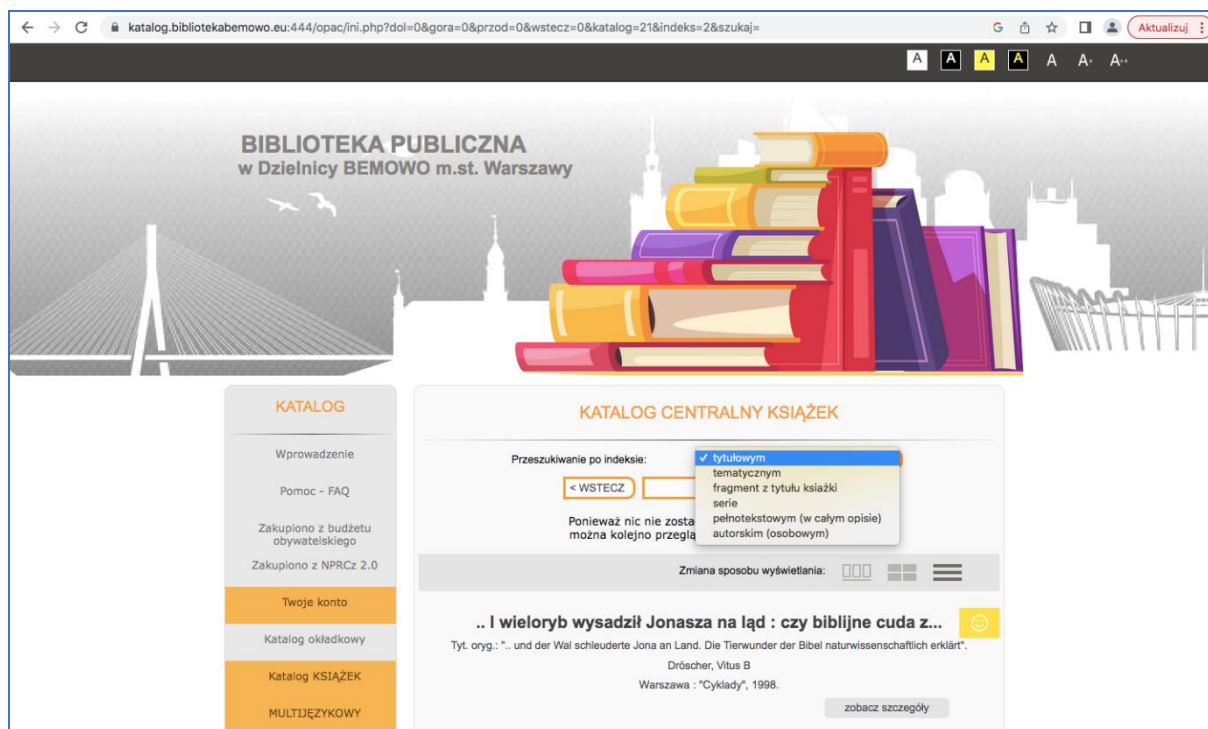 katalog.bibliotekabemowo.eu:444/opac/ini.php?dol=0&gora=0&przod=0&wstecz=0&katalog=21&indeks=2&szukaj=
G
Aktualizuj
A A A A A A+ A++
BIBLIOTEKA PUBLICZNA
w Dzielnicy BEMOWO m.st. Warszawy
KATALOG
Wprowadzenie
Pomoc - FAQ
Zakupiono z budżetu
obywatelskiego
Zakupiono z NPRCz 2.0
Twoje konto
Katalog okładkowy
Katalog KSIĄŻEK
MULTIJĘZYKOWY
KATALOG CENTRALNY KSIĄŻEK
Przeszukiwanie po indeksie:
✓ tytułowym
tematycznym
fragment z tytułu ksiażki
serie
pełnotekstowym (w całym opisie)
autorskim (osobowym)
< WSTECZ
Ponieważ nic nie zosta
można kolejno przeglą
Zmiana sposobu wyświetlania:
.. I wieloryb wysadził Jonasza na ląd : czy biblijne cuda z...
Tyt. oryg.: ".. und der Wal schleuderte Jona an Land. Die Tierwunder der Bibel naturwissenschaftlich erklärt".
Dröscher, Vitus B
Warszawa : "Cyklady", 1998.
zobacz szczegóły